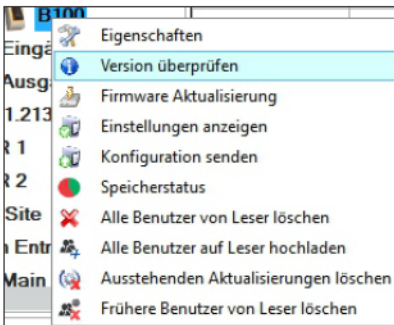 B100
Eigenschaften
Eingä
Version überprüfen
Ausg
Firmware Aktualisierung
1.213
Einstellungen anzeigen
R 1
Konfiguration senden
R 2
Speicherstatus
Site
Alle Benutzer von Leser löschen
Entr
Alle Benutzer auf Leser hochladen
Main
Ausstehenden Aktualisierungen löschen
Frühere Benutzer von Leser löschen